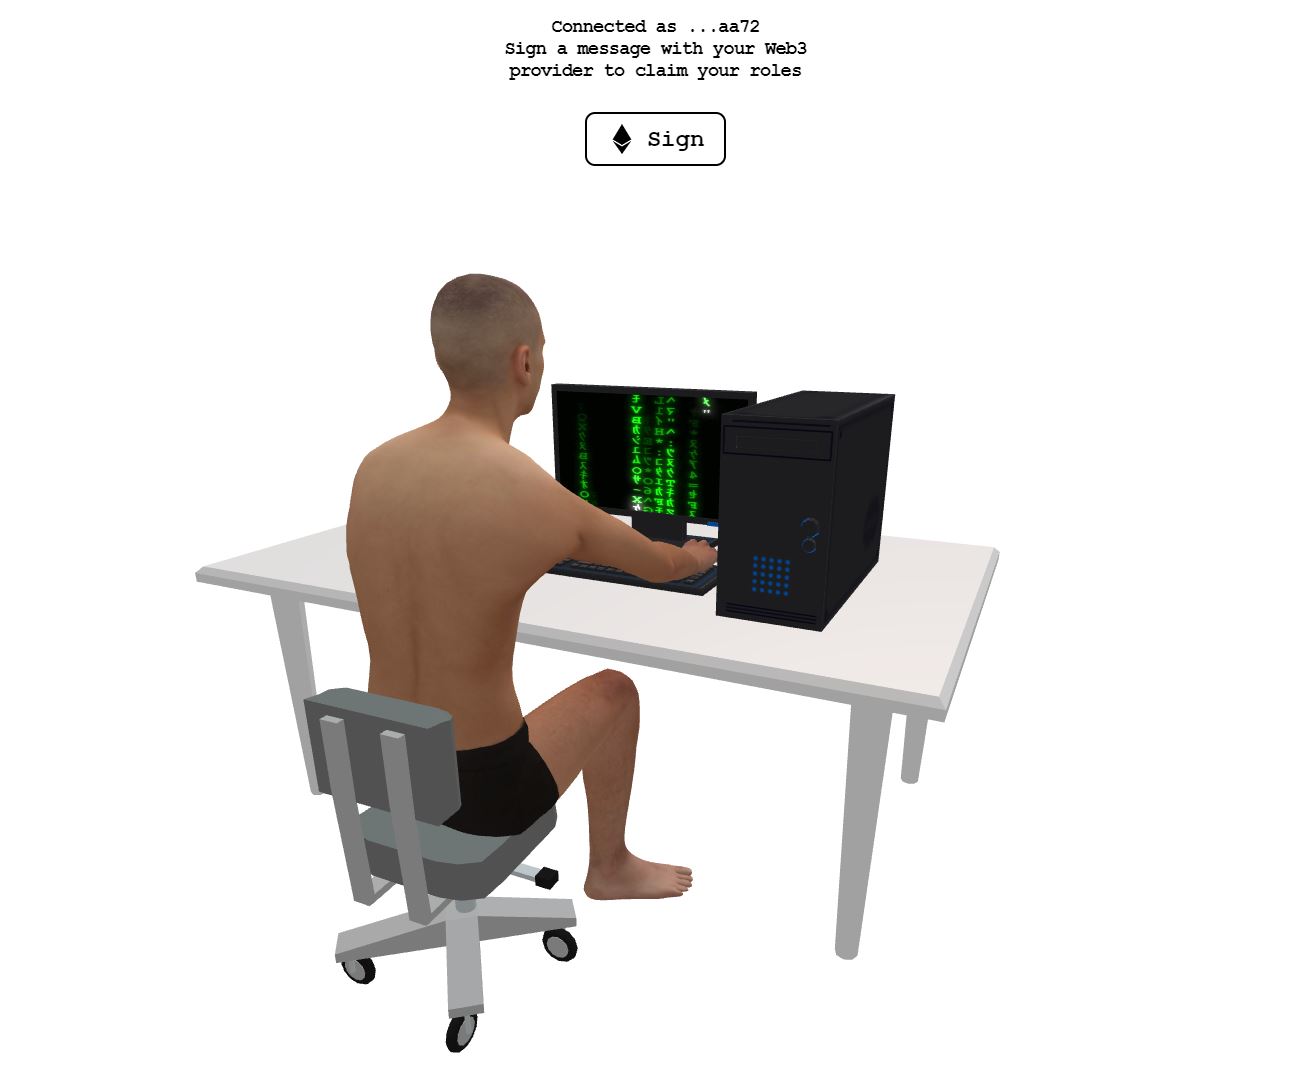 Connected as ...aa72
Sign a message with your Web3
provider to claim your roles
Sign